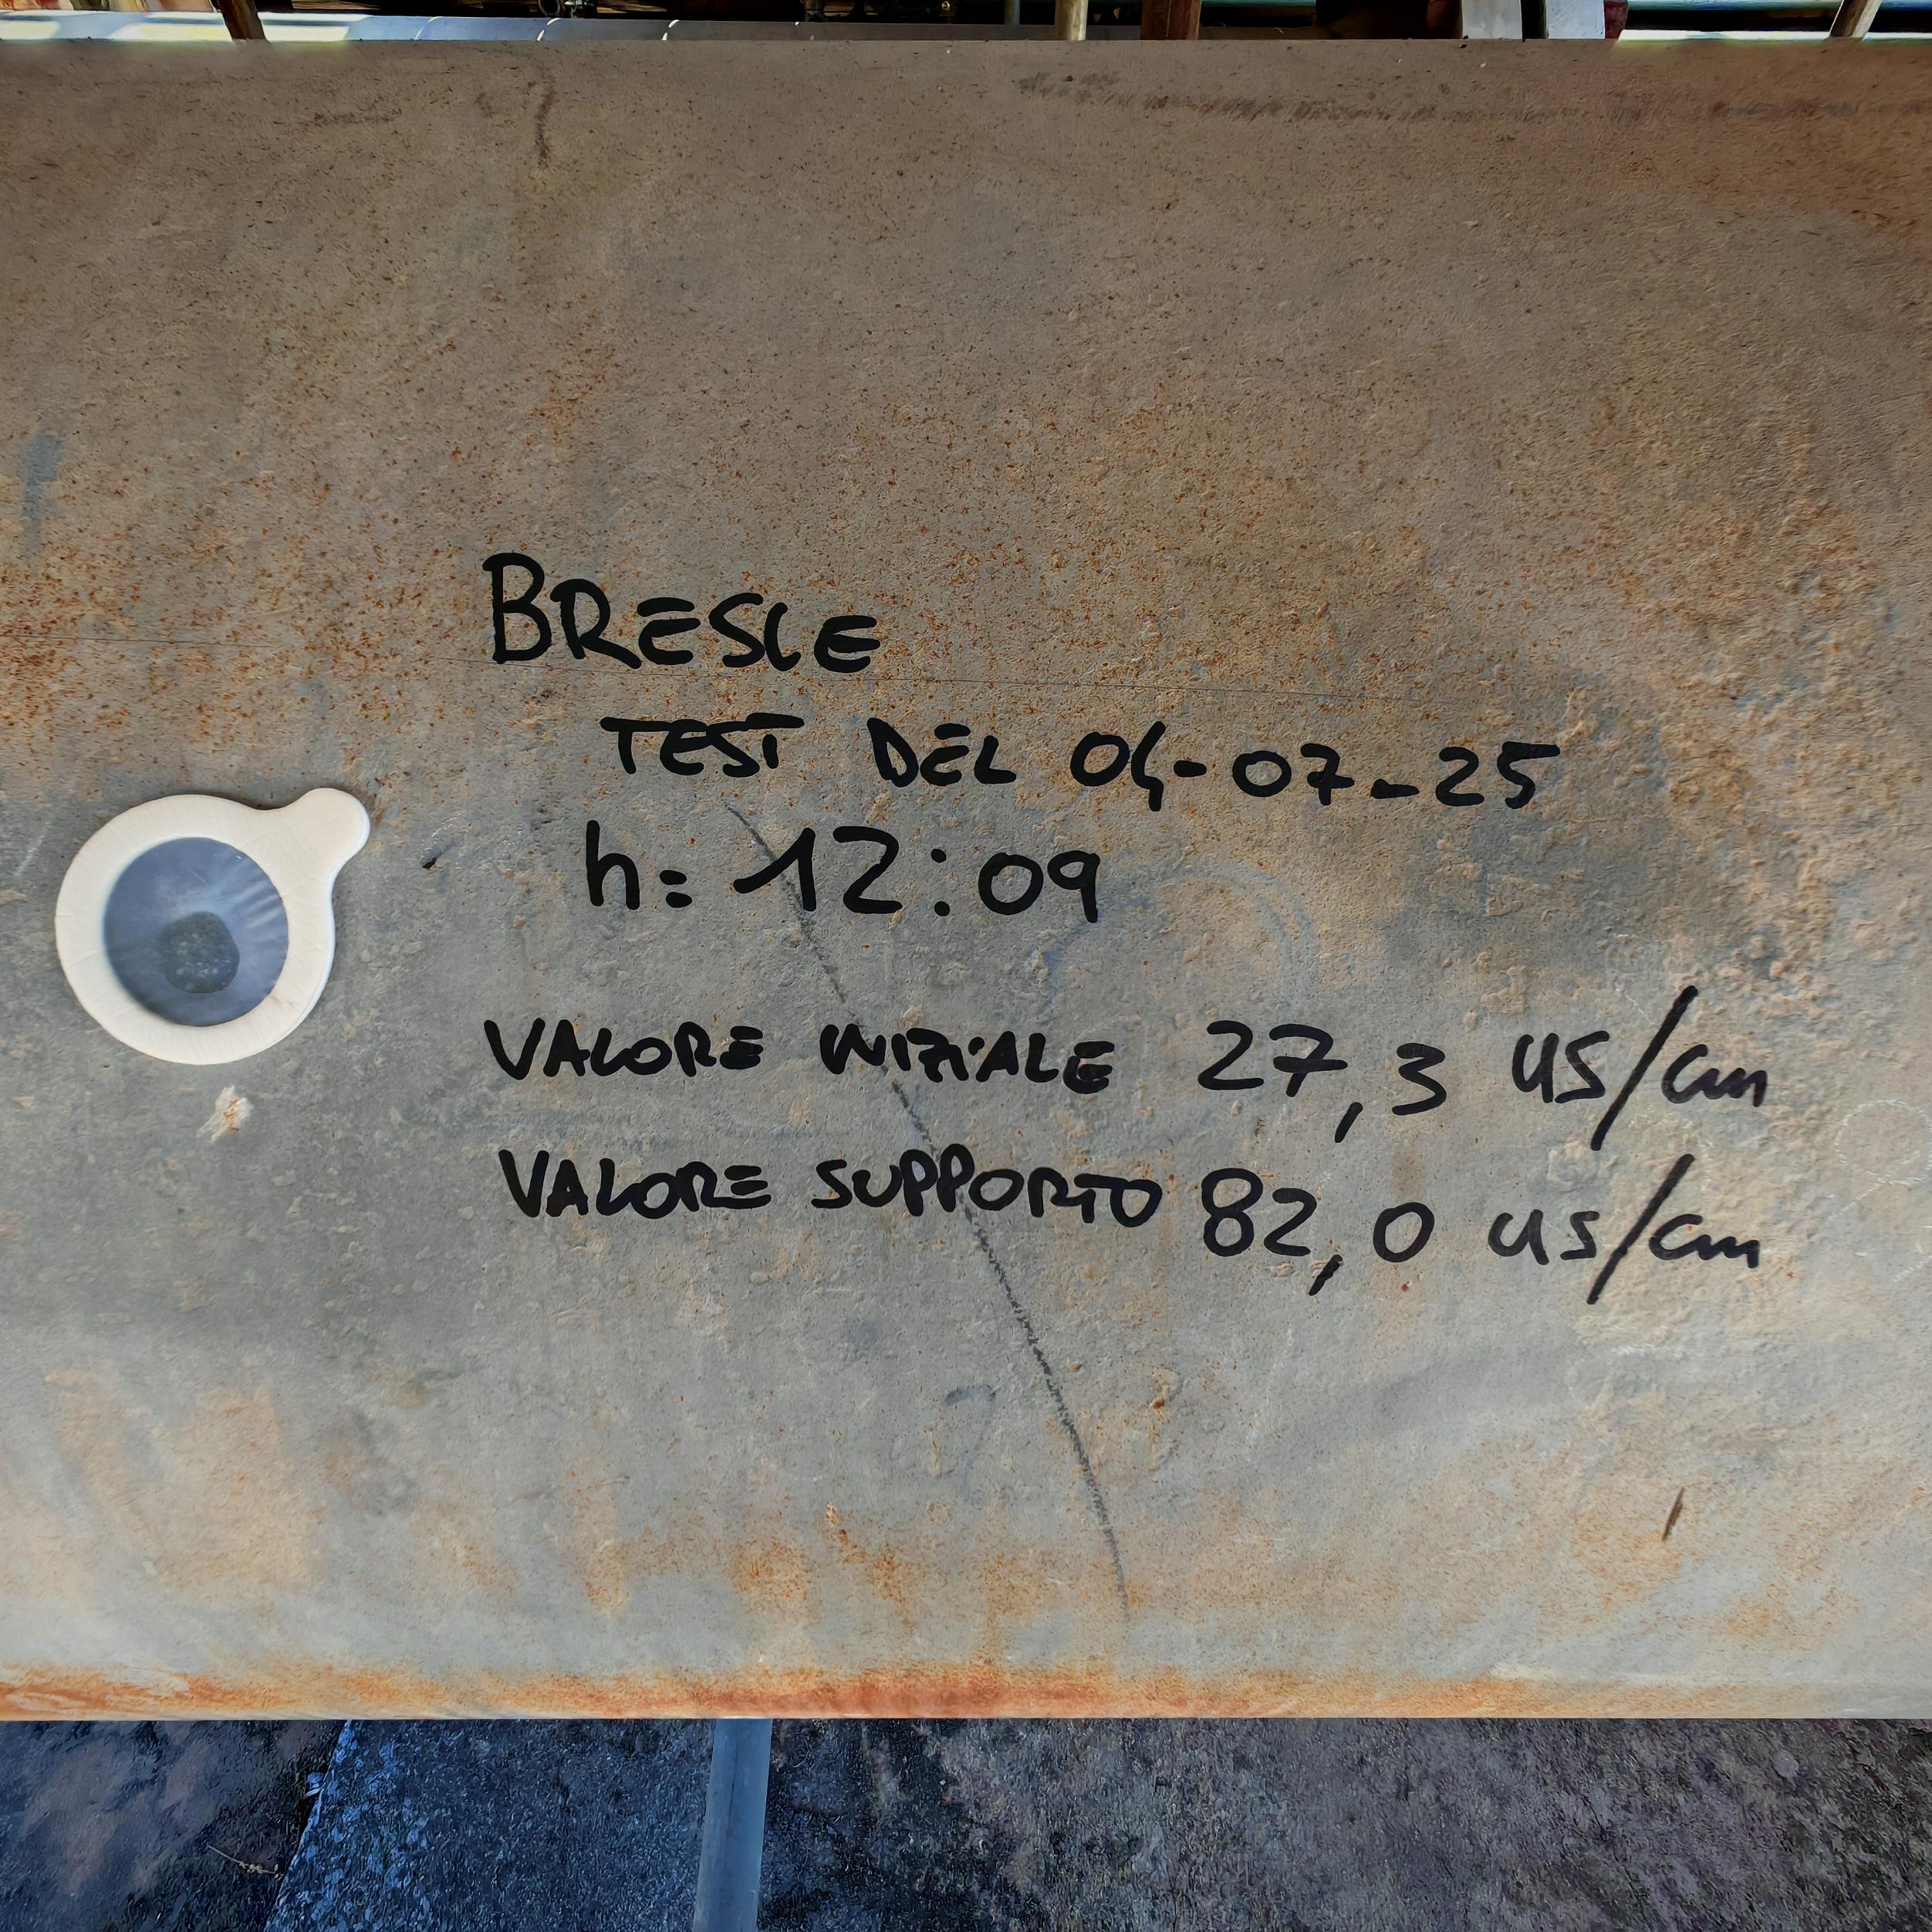 BRESLE
TEST DEL 04-07-25
h: 12:09
VALORE INIZIALE 27,3 us/cm
VALORE SUPPORTO 82,0 us/cm